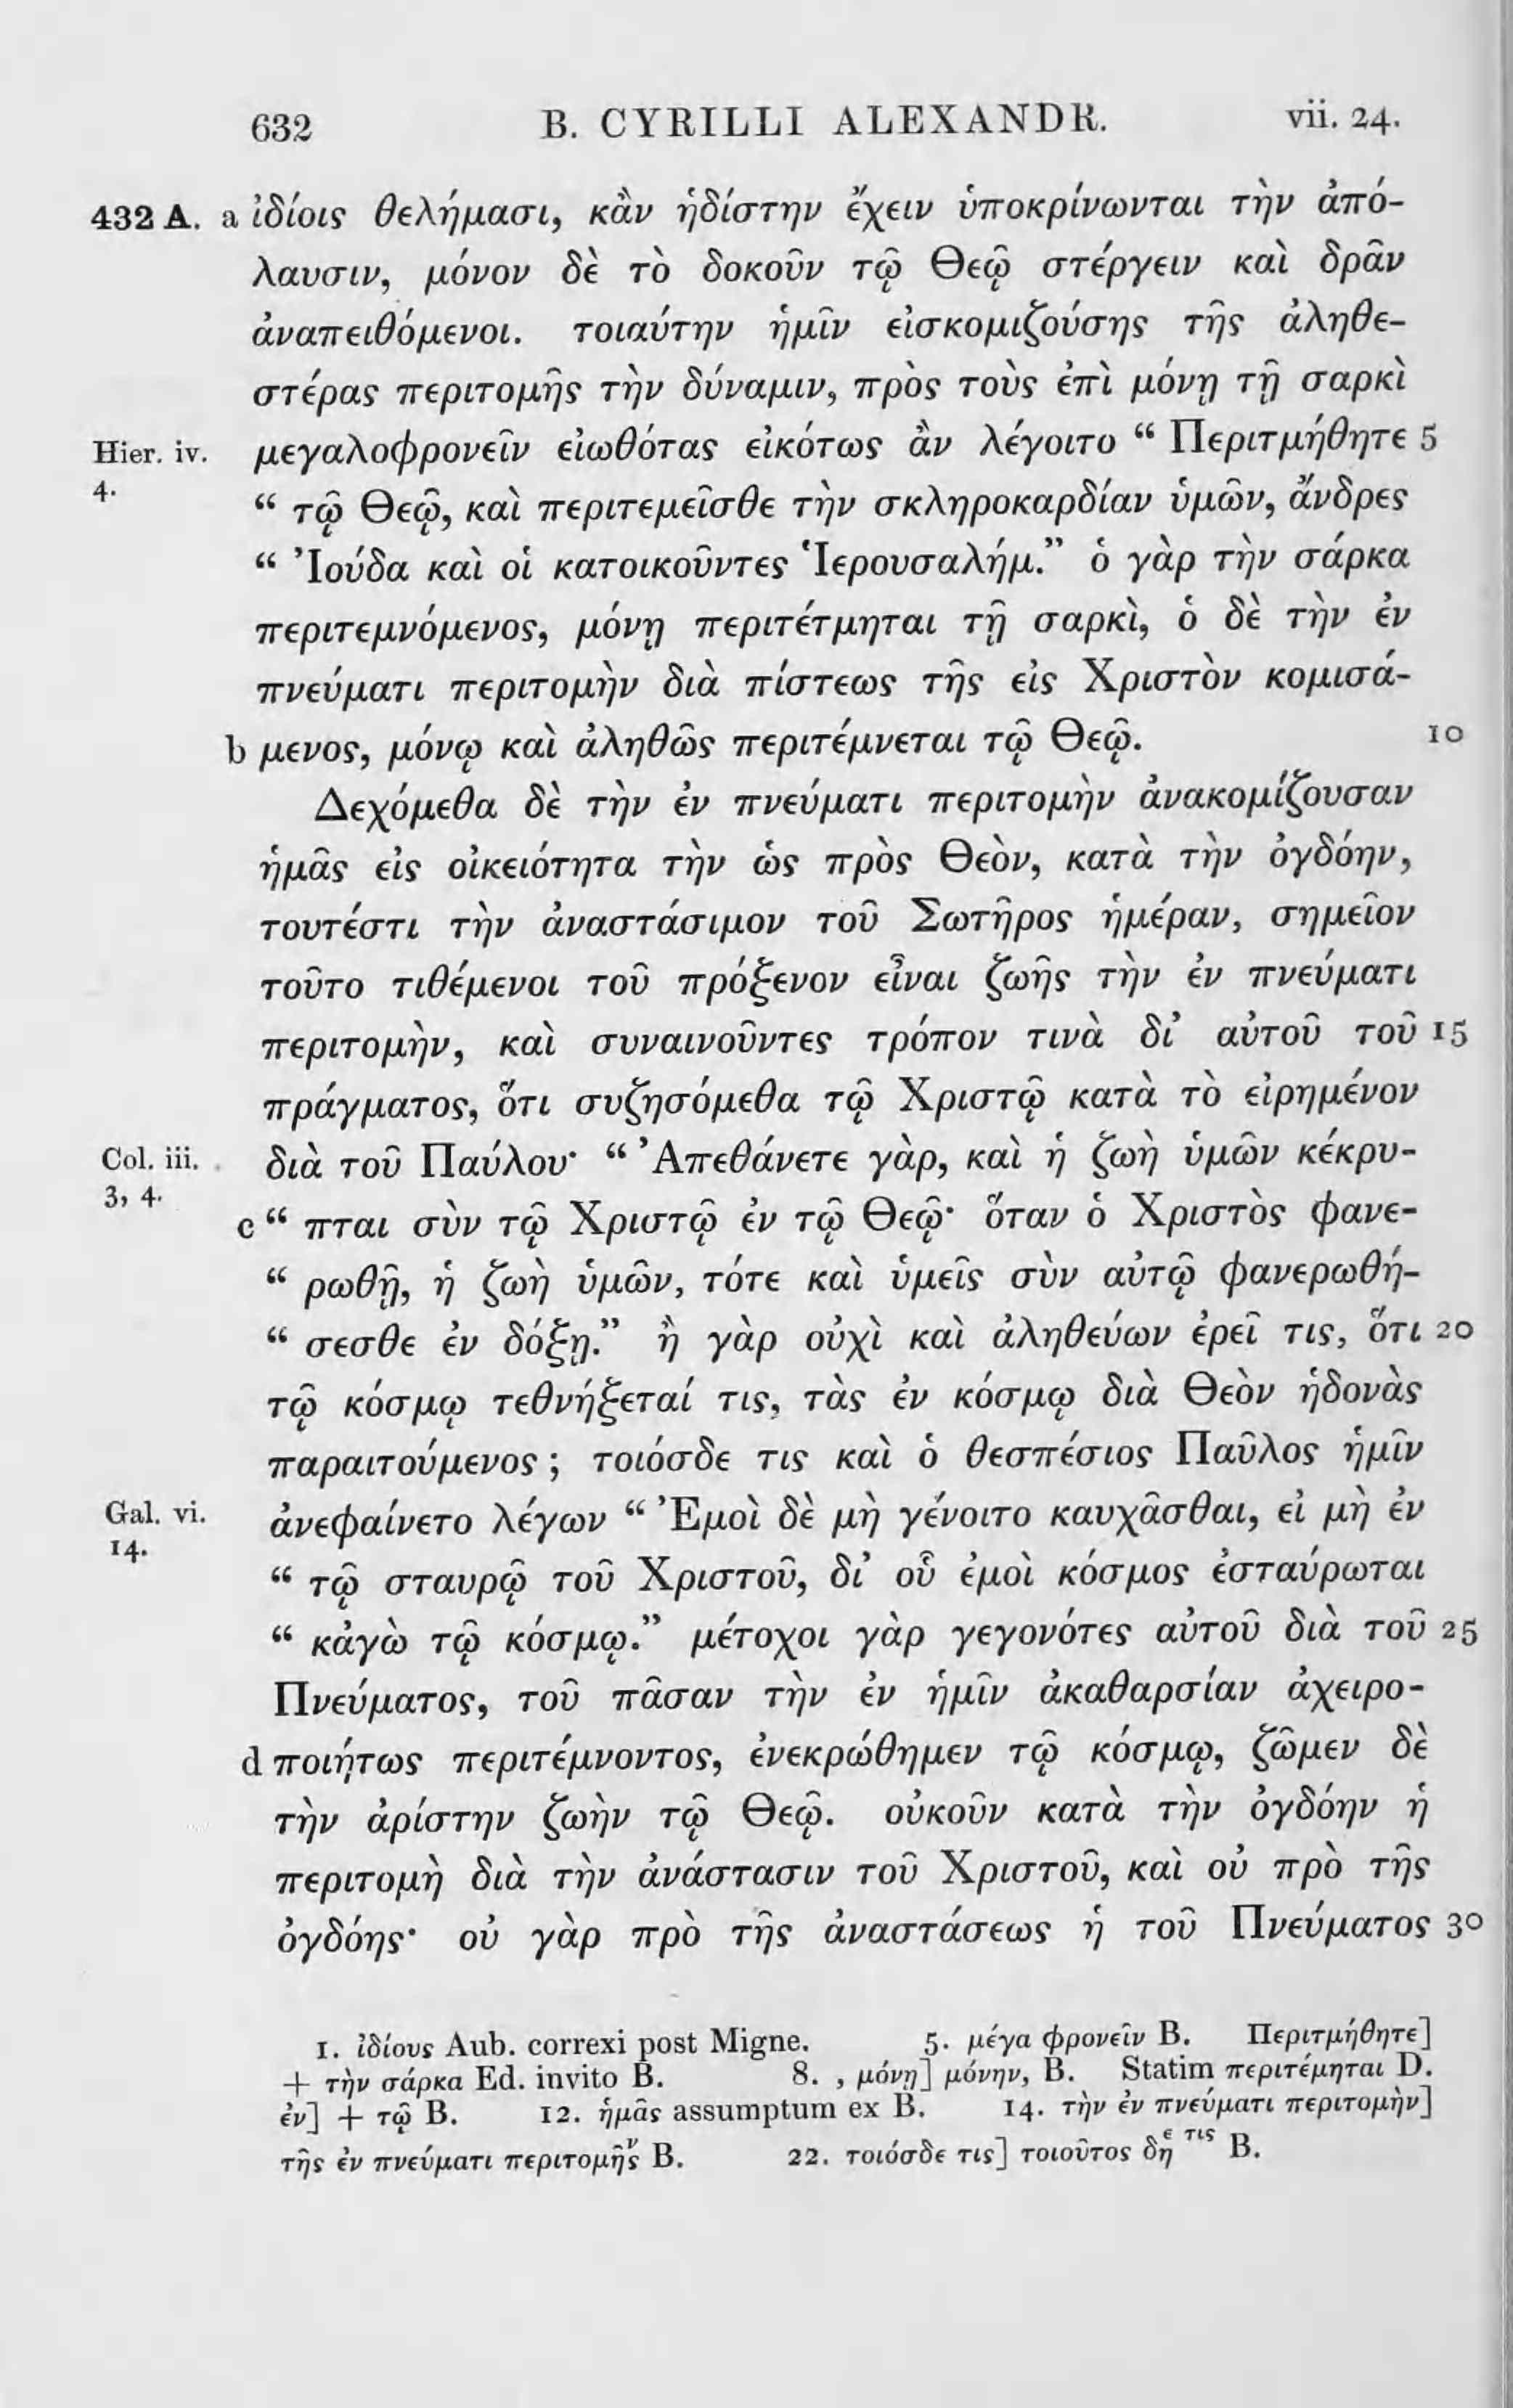 632 B. CYRILLI ALEXANDR. vii. 24.
432 A. a ἰδίοις θελήμασι, κἂν ἡδίστην ἔχειν ὑποκρίνωνται τὴν ἀπό-
λαυσιν, μόνον δὲ τὸ δοκοῦν τῷ Θεῷ στέργειν καὶ δρᾶν
ἀναπειθόμενοι. τοιαύτην ἡμῖν εἰσκομιζούσης τῆς ἀληθε-
στέρας περιτομῆς τὴν δύναμιν, πρὸς τοὺς ἐπὶ μόνῃ τῇ σαρκὶ
Hier. iv. μεγαλοφρονεῖν εἰωθότας εἰκότως ἂν λέγοιτο “ Περιτμήθητε 5
4. “ τῷ Θεῷ, καὶ περιτεμεῖσθε τὴν σκληροκαρδίαν ὑμῶν, ἄνδρες
“ Ἰούδα καὶ οἱ κατοικοῦντες Ἱερουσαλήμ.” ὁ γὰρ τὴν σάρκα
περιτεμνόμενος, μόνῃ περιτέτμηται τῇ σαρκὶ, ὁ δὲ τὴν ἐν
πνεύματι περιτομὴν διὰ πίστεως τῆς εἰς Χριστὸν κομισά-
b μενος, μόνῳ καὶ ἀληθῶς περιτέμνεται τῷ Θεῷ. 10
Δεχόμεθα δὲ τὴν ἐν πνεύματι περιτομὴν ἀνακομίζουσαν
ἡμᾶς εἰς οἰκειότητα τὴν ὡς πρὸς Θεὸν, κατὰ τὴν ὀγδόην,
τουτέστι τὴν ἀναστάσιμον τοῦ Σωτῆρος ἡμέραν, σημεῖον
τοῦτο τιθέμενοι τοῦ πρόξενον εἶναι ζωῆς τὴν ἐν πνεύματι
περιτομὴν, καὶ συναινοῦντες τρόπον τινὰ δι’ αὐτοῦ τοῦ 15
πράγματος, ὅτι συζησόμεθα τῷ Χριστῷ κατὰ τὸ εἰρημένον
Col. iii. διὰ τοῦ Παύλου· “ Ἀπεθάνετε γὰρ, καὶ ἡ ζωὴ ὑμῶν κέκρυ-
3, 4. c “ πται σὺν τῷ Χριστῷ ἐν τῷ Θεῷ· ὅταν ὁ Χριστὸς φανε-
“ ρωθῇ, ἡ ζωὴ ὑμῶν, τότε καὶ ὑμεῖς σὺν αὐτῷ φανερωθή-
“ σεσθε ἐν δόξῃ.” ἢ γὰρ οὐχὶ καὶ ἀληθεύων ἐρεῖ τις, ὅτι 20
τῷ κόσμῳ τεθνήξεταί τις, τὰς ἐν κόσμῳ διὰ Θεὸν ἡδονὰς
παραιτούμενος ; τοιόσδε τις καὶ ὁ θεσπέσιος Παῦλος ἡμῖν
Gal. vi. ἀνεφαίνετο λέγων “ Ἐμοὶ δὲ μὴ γένοιτο καυχᾶσθαι, εἰ μὴ ἐν
14. “ τῷ σταυρῷ τοῦ Χριστοῦ, δι’ οὗ ἐμοὶ κόσμος ἐσταύρωται
“ κἀγὼ τῷ κόσμῳ.” μέτοχοι γὰρ γεγονότες αὐτοῦ διὰ τοῦ 25
Πνεύματος, τοῦ πᾶσαν τὴν ἐν ἡμῖν ἀκαθαρσίαν ἀχειρο-
d ποιήτως περιτέμνοντος, ἐνεκρώθημεν τῷ κόσμῳ, ζῶμεν δὲ
τὴν ἀρίστην ζωὴν τῷ Θεῷ. οὐκοῦν κατὰ τὴν ὀγδόην ἡ
περιτομὴ διὰ τὴν ἀνάστασιν τοῦ Χριστοῦ, καὶ οὐ πρὸ τῆς
ὀγδόης· οὐ γὰρ πρὸ τῆς ἀναστάσεως ἡ τοῦ Πνεύματος 30
1. ἰδίους Aub. correxi post Migne. 5. μέγα φρονεῖν B. Περιτμήθητε]
+ τὴν σάρκα Ed. invito B. 8. , μόνῃ] μόνην, B. Statim περιτέμηται D.
ἐν] + τῷ B. 12. ἡμᾶς assumptum ex B. 14. τὴν ἐν πνεύματι περιτομὴν]
τῆς ἐν πνεύματι περιτομῆςν B. 22. τοιόσδε τις] τοιοῦτος δὴε τις B.